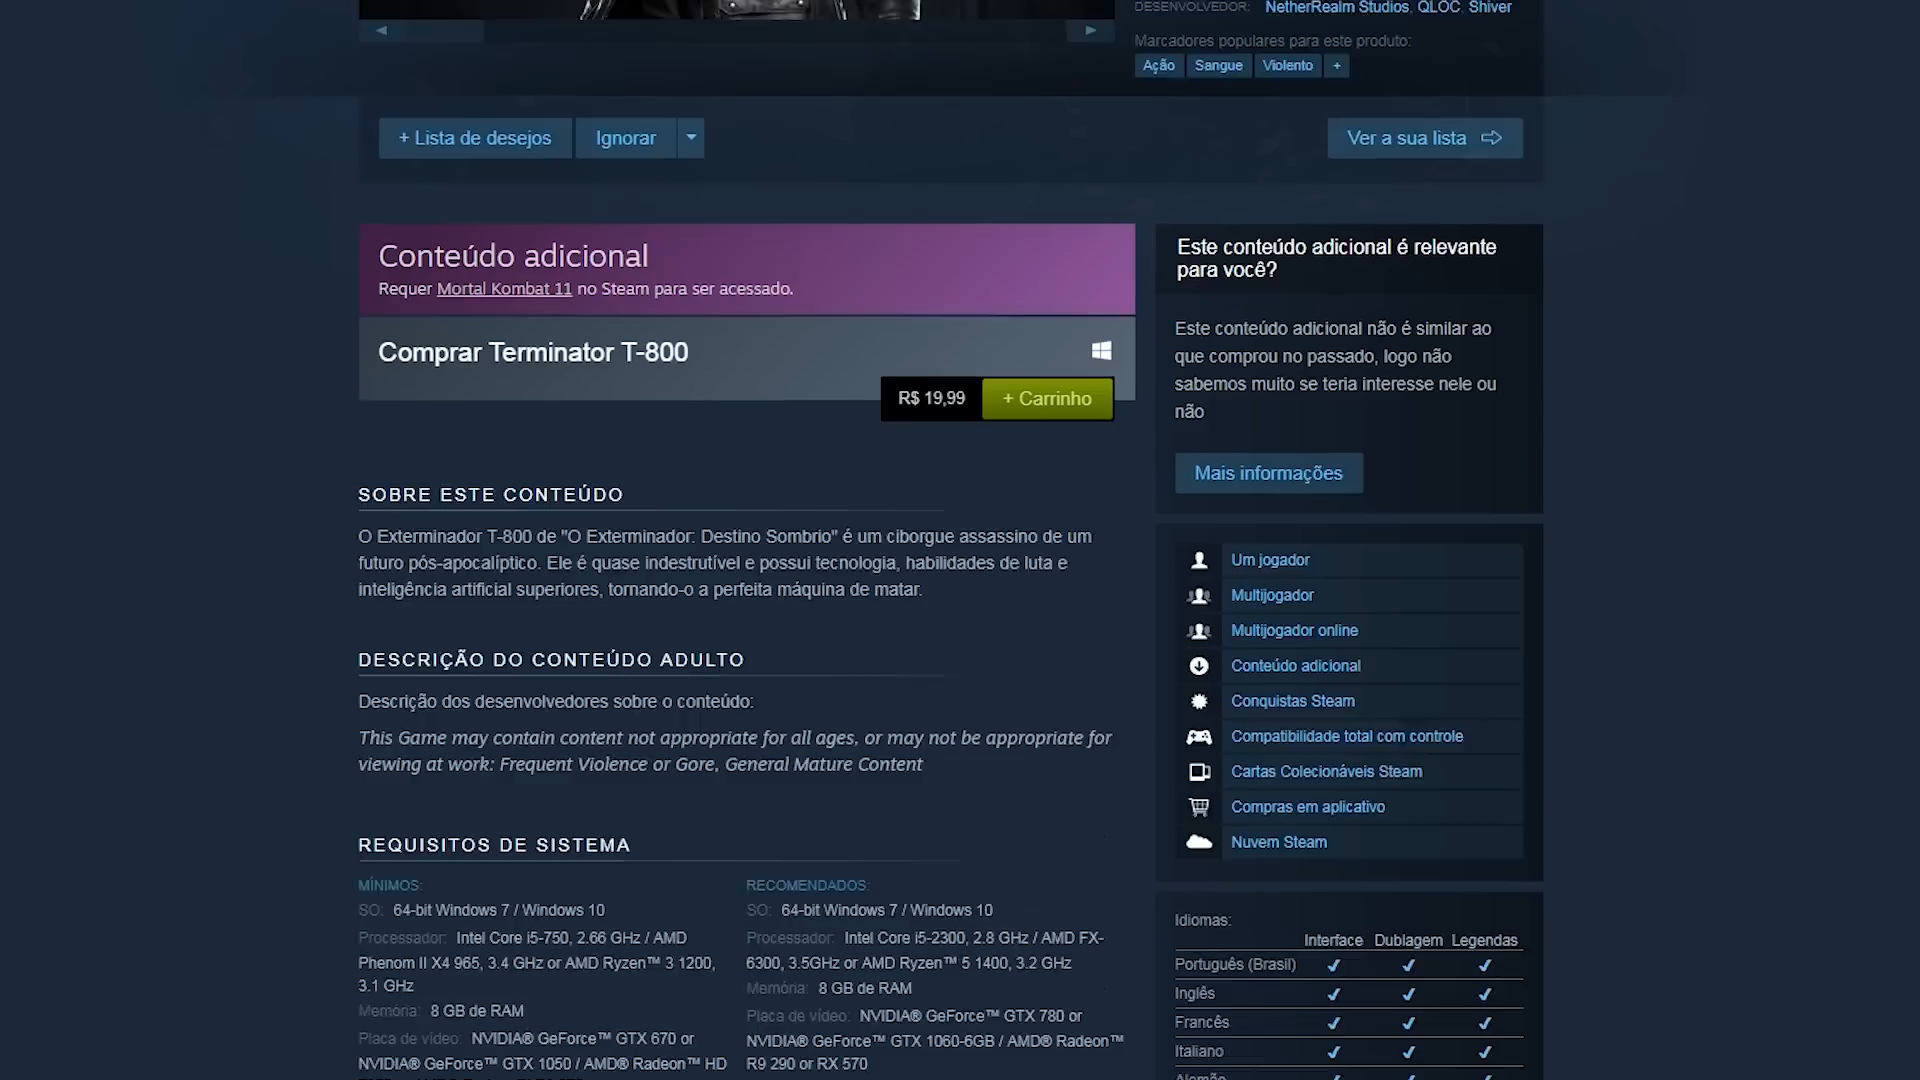 DESENVOLVEDOR: NetherRealm Studios, QLOC, Shiver
Marcadores populares para este produto:
Ação Sangue Violento +
+ Lista de desejos Ignorar Ver a sua lista
Conteúdo adicional
Requer Mortal Kombat 11 no Steam para ser acessado.
Comprar Terminator T-800
R$ 19,99 + Carrinho
Este conteúdo adicional é relevante
para você?
Este conteúdo adicional não é similar ao
que comprou no passado, logo não
sabemos muito se teria interesse nele ou
não
Mais informações
SOBRE ESTE CONTEÚDO
O Exterminador T-800 de "O Exterminador: Destino Sombrio" é um ciborgue assassino de um
futuro pós-apocalíptico. Ele é quase indestrutível e possui tecnologia, habilidades de luta e
inteligência artificial superiores, tornando-o a perfeita máquina de matar.
DESCRIÇÃO DO CONTEÚDO ADULTO
Descrição dos desenvolvedores sobre o conteúdo:
This Game may contain content not appropriate for all ages, or may not be appropriate for
viewing at work: Frequent Violence or Gore, General Mature Content
Um jogador
Multijogador
Multijogador online
Conteúdo adicional
Conquistas Steam
Compatibilidade total com controle
Cartas Colecionáveis Steam
Compras em aplicativo
Nuvem Steam
REQUISITOS DE SISTEMA
MÍNIMOS:
SO: 64-bit Windows 7 / Windows 10
Processador: Intel Core i5-750, 2.66 GHz / AMD
Phenom II X4 965, 3.4 GHz or AMD Ryzen™ 3 1200,
3.1 GHz
Memória: 8 GB de RAM
Placa de vídeo: NVIDIA® GeForce™ GTX 670 or
NVIDIA® GeForce™ GTX 1050 / AMD® Radeon™ HD
RECOMENDADOS:
SO: 64-bit Windows 7 / Windows 10
Processador: Intel Core i5-2300, 2.8 GHz / AMD FX-
6300, 3.5GHz or AMD Ryzen™ 5 1400, 3.2 GHz
Memória: 8 GB de RAM
Placa de vídeo: NVIDIA® GeForce™ GTX 780 or
NVIDIA® GeForce™ GTX 1060-6GB / AMD® Radeon™
R9 290 or RX 570
Idiomas:
Interface Dublagem Legendas
Português (Brasil) ✔ ✔ ✔
Inglês ✔ ✔ ✔
Francês ✔ ✔ ✔
Italiano ✔ ✔ ✔
Alemão